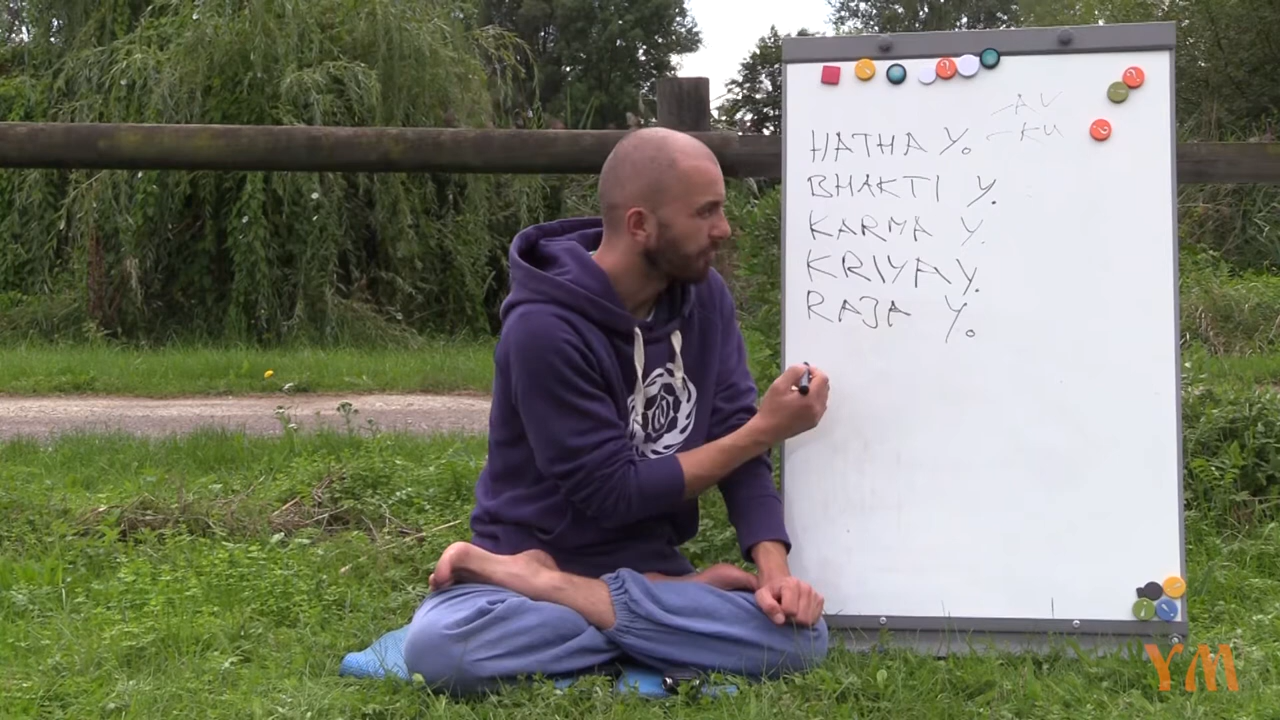 - AV
HATHA Y. - KU
BHAKTI Y.
KARMA Y.
KRIYA Y.
RAJA Y.
YM